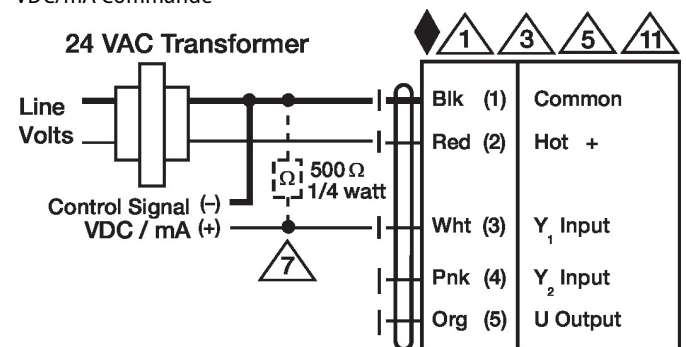 VDC/mA Commande
24 VAC Transformer
1 3 5 11
Line
Volts
Blk (1) Common
Red (2) Hot +
Ω 500 Ω
1/4 watt
Control Signal (–)
VDC / mA (+)
Wht (3) Y1 Input
7
Pnk (4) Y2 Input
Org (5) U Output